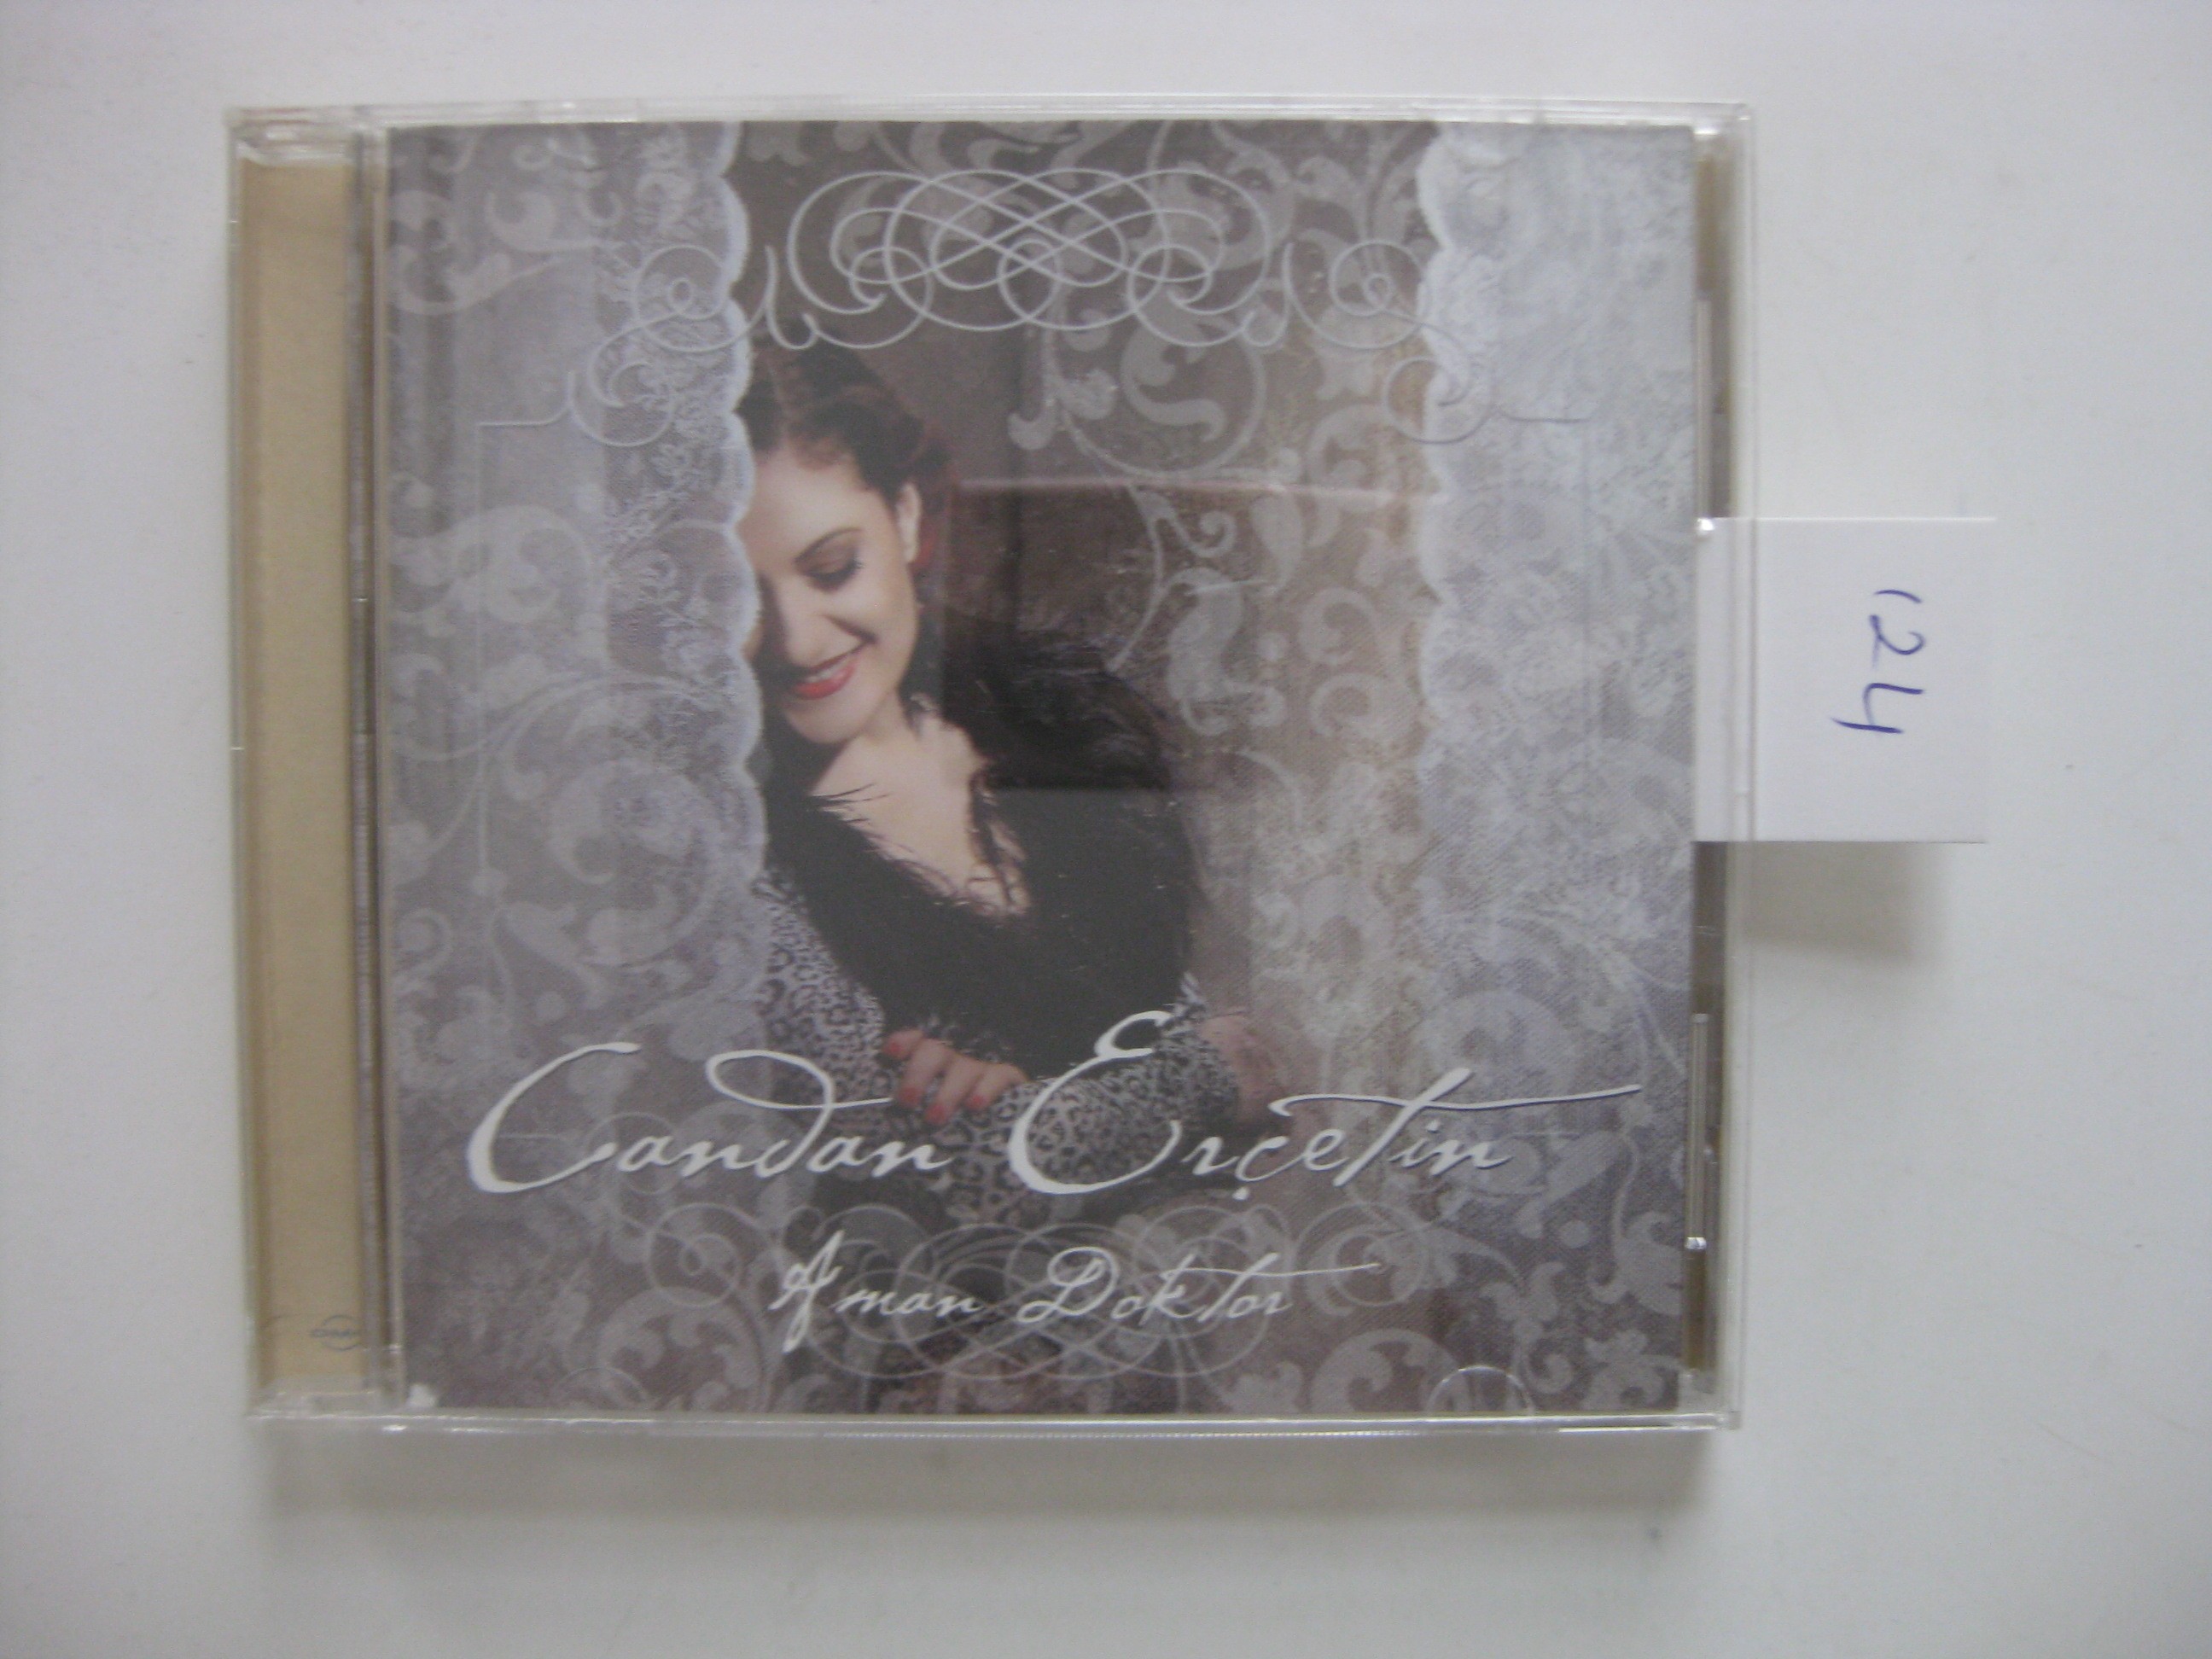 Candan Erçetin
Aman Doktor
124